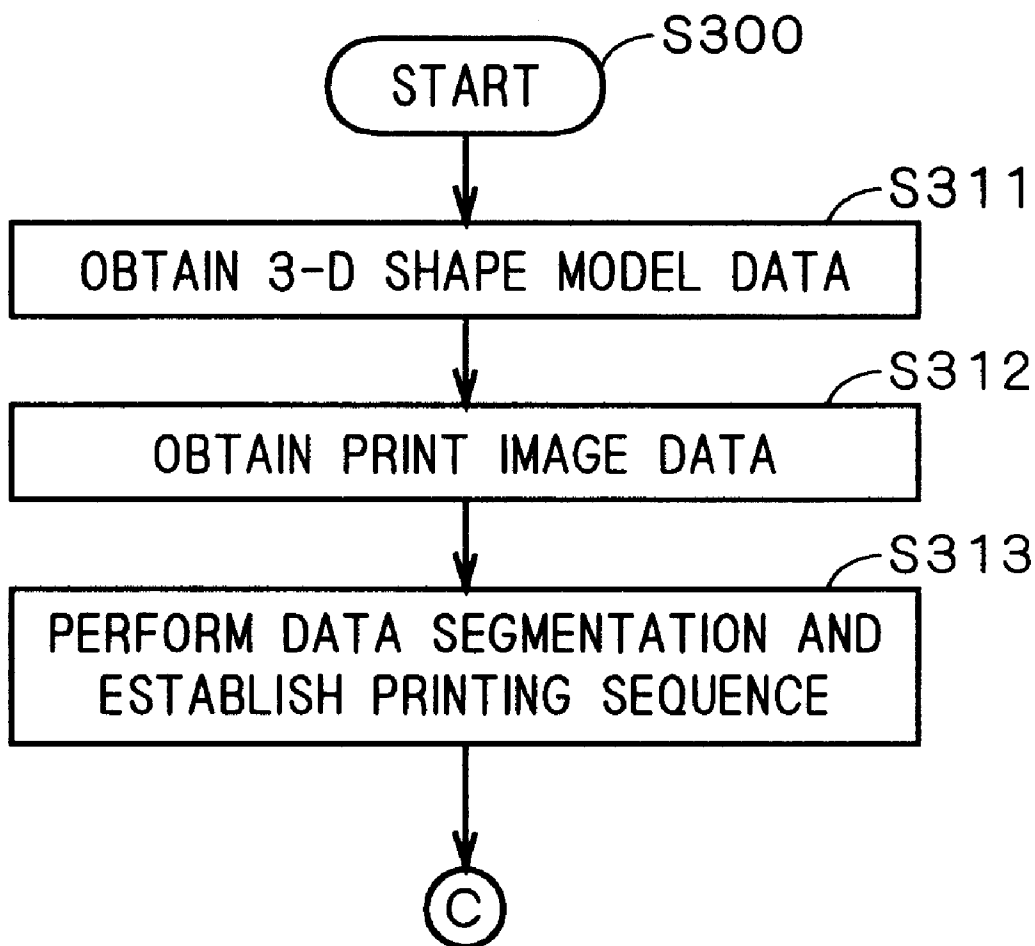 S300
START
S311
OBTAIN 3-D SHAPE MODEL DATA
S312
OBTAIN PRINT IMAGE DATA
S313
PERFORM DATA SEGMENTATION AND
ESTABLISH PRINTING SEQUENCE
C